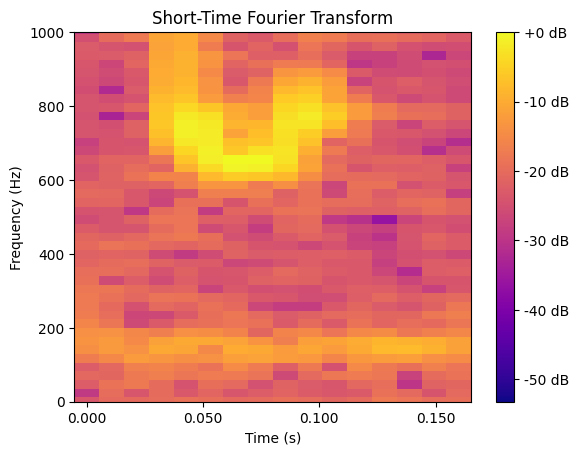 Short-Time Fourier Transform
1000
800
600
400
200
0
Frequency (Hz)
0.000
0.050
0.100
0.150
Time (s)
+0 dB
-10 dB
-20 dB
-30 dB
-40 dB
-50 dB